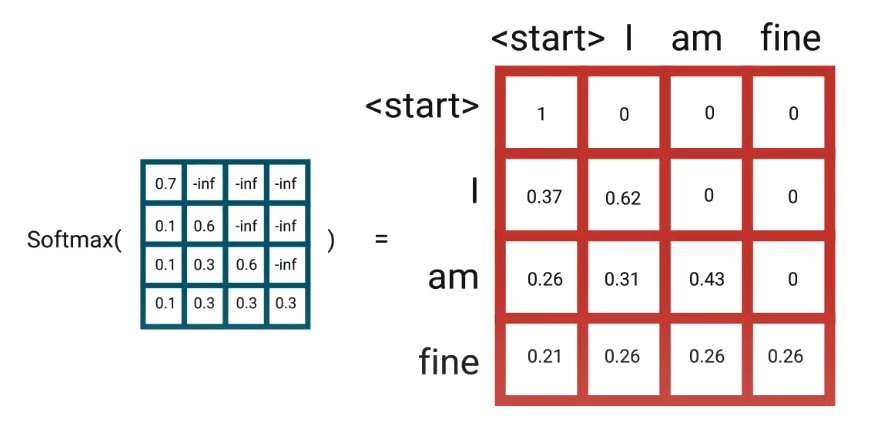 <start> I am fine
<start> 1 0 0 0
I 0.37 0.62 0 0
am 0.26 0.31 0.43 0
fine 0.21 0.26 0.26 0.26
Softmax( ) =
0.7 -inf -inf -inf
0.1 0.6 -inf -inf
0.1 0.3 0.6 -inf
0.1 0.3 0.3 0.3